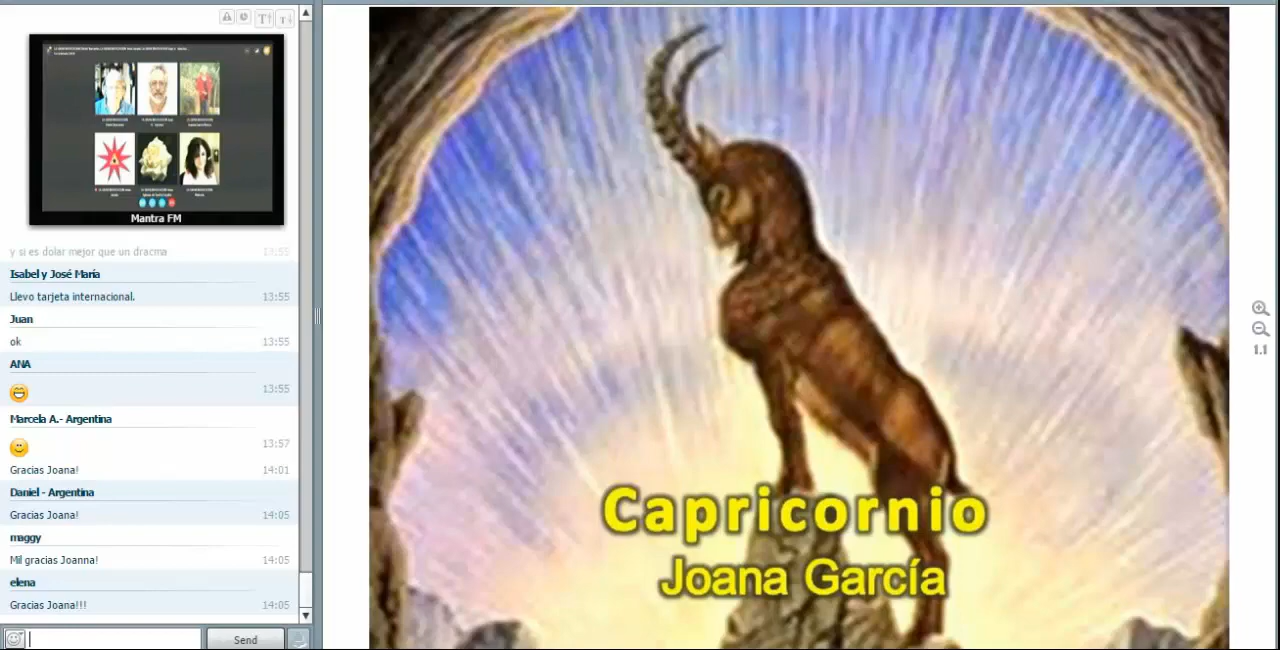 Mantra FM
y si es dolar mejor que un dracma 13:55
Isabel y José María
Llevo tarjeta internacional. 13:55
Juan
ok 13:55
ANA
13:55
Marcela A.- Argentina
13:57
Gracias Joana! 14:01
Daniel - Argentina
Gracias Joana! 14:05
maggy
Mil gracias Joanna! 14:05
elena
Gracias Joana!!! 14:05
Send
Capricornio
Joana García
1.1